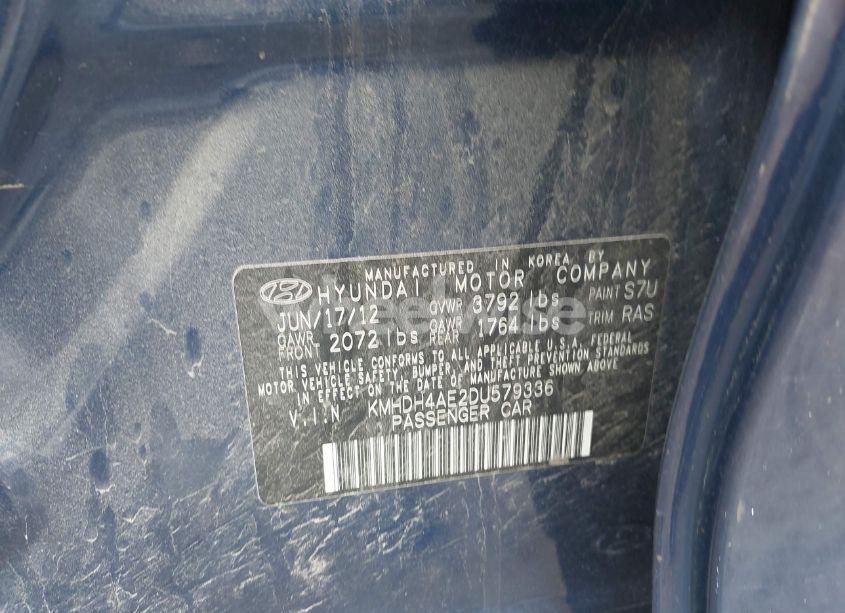 MANUFACTURED IN KOREA BY
HYUNDAI MOTOR COMPANY
JUN/17/12 GVWR 3792 lbs PAINT S7U
GAWR FRONT 2072 lbs GAWR REAR 1764 lbs TRIM RAS
THIS VEHICLE CONFORMS TO ALL APPLICABLE U.S.A. FEDERAL
MOTOR VEHICLE SAFETY, BUMPER, AND THEFT PREVENTION STANDARDS
IN EFFECT ON THE DATE OF MANUFACTURE SHOWN ABOVE.
V.I.N KMHDH4AE2DU579336
PASSENGER CAR